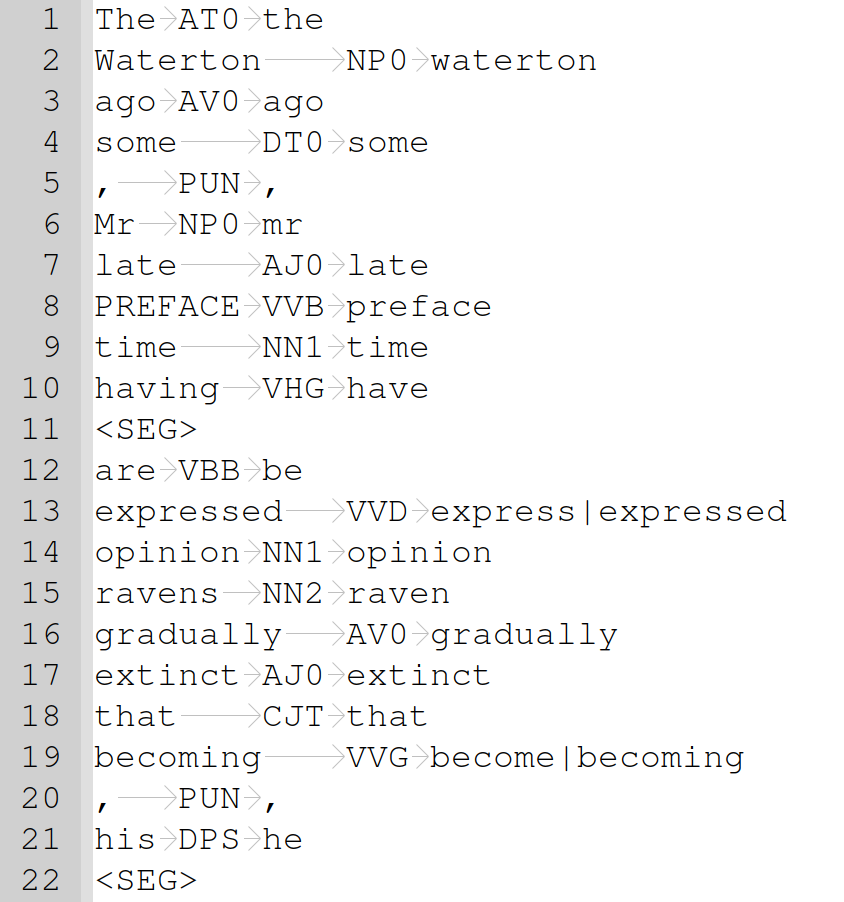 1 The AT0 the
2 Waterton NP0 waterton
3 ago AV0 ago
4 some DT0 some
5 , PUN ,
6 Mr NP0 mr
7 late AJ0 late
8 PREFACE VVB preface
9 time NN1 time
10 having VHG have
11 <SEG>
12 are VBB be
13 expressed VVD express|expressed
14 opinion NN1 opinion
15 ravens NN2 raven
16 gradually AV0 gradually
17 extinct AJ0 extinct
18 that CJT that
19 becoming VVG become|becoming
20 , PUN ,
21 his DPS he
22 <SEG>